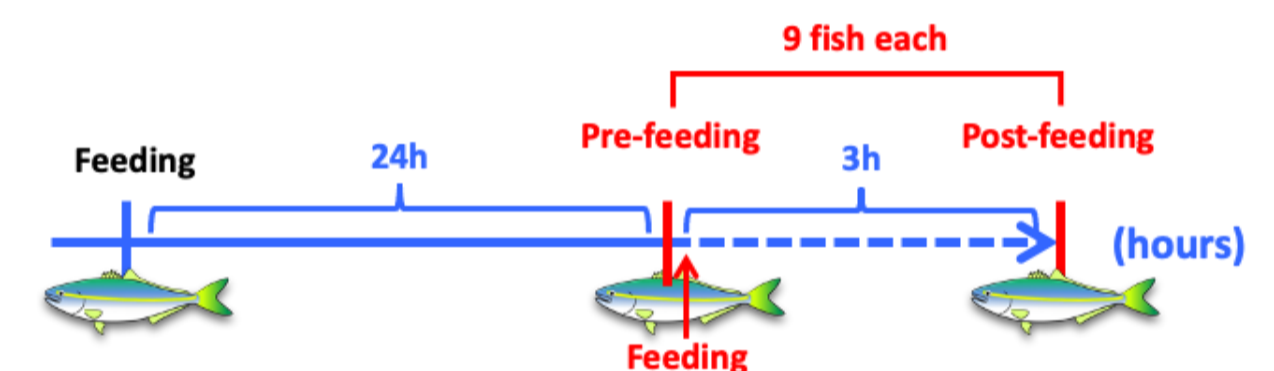 9 fish each
Pre-feeding
Post-feeding
Feeding
24h
3h
(hours)
Feeding